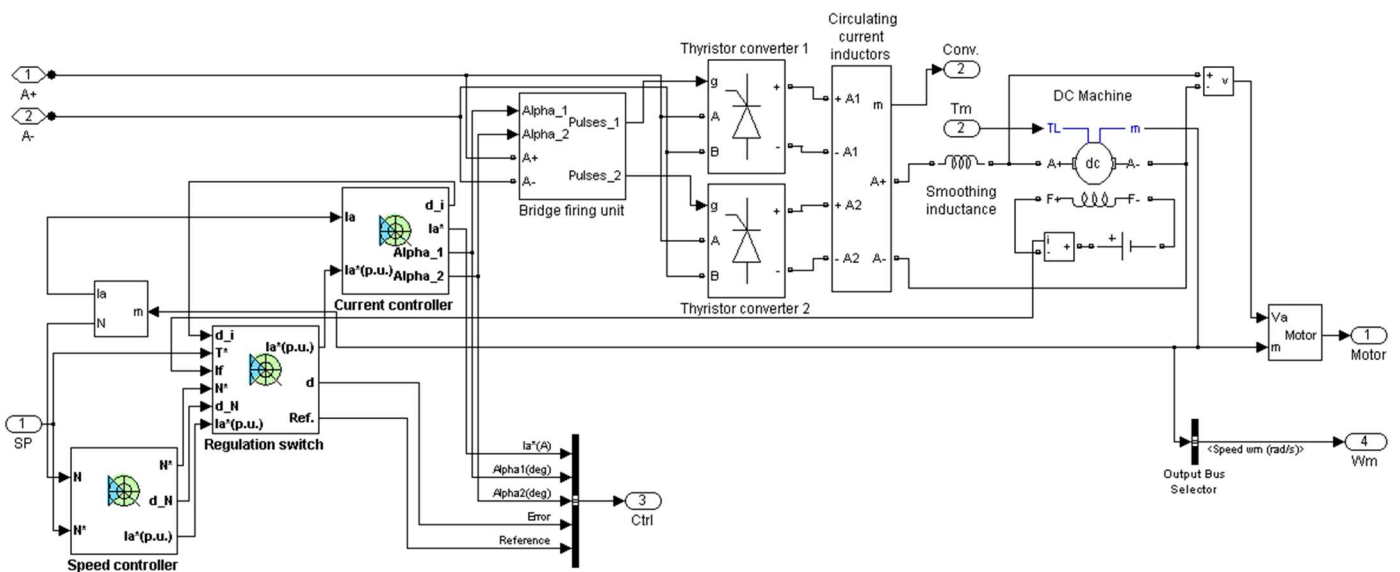 1
A+
2
A-
Bridge firing unit
Alpha_1
Alpha_2
A+
A-
Pulses_1
Pulses_2
Thyristor converter 1
g
A
B
+
-
Thyristor converter 2
g
A
B
+
-
Circulating
current
inductors
+ A1
- A1
+ A2
- A2
m
A+
A-
Conv.
2
Tm
2
Smoothing
inductance
DC Machine
TL
m
A+
dc
A-
F+
F-
i
-
+
+
+
-
v
Ia
Ia*(p.u.)
d_i
Ia*
Alpha_1
Alpha_2
Current controller
Ia
N
m
d_i
T*
If
N*
d_N
Ia*(p.u.)
Ia*(p.u.)
d
Ref.
Regulation switch
1
SP
N
N*
N*
d_N
Ia*(p.u.)
Speed controller
Ia*(A)
Alpha1(deg)
Alpha2(deg)
Error
Reference
3
Ctrl
Va
m
Motor
1
Motor
<Speed wm (rad/s)>
Output Bus
Selector
4
Wm